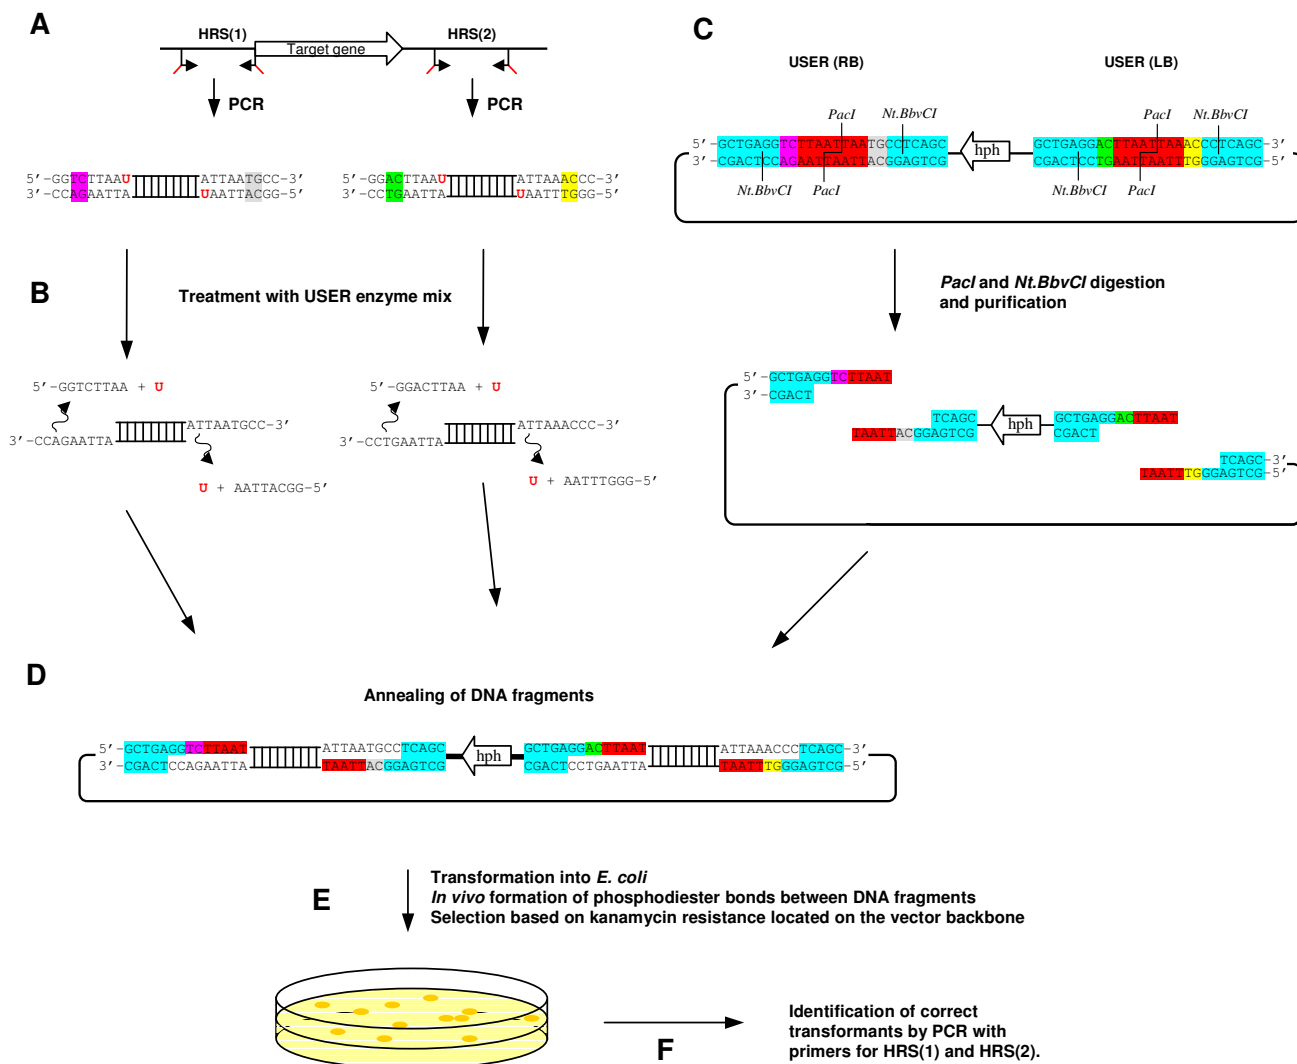 A
HRS(1)
HRS(2)
Target gene
PCR
PCR
5’-GGTCTTAAU
ATTAATGCC-3’
3’-CCAGAATTA
UAATTACGG-5’
5’-GGACTTAAU
ATTAAACCC-3’
3’-CCTGAATTA
UAATTTGGG-5’
B
Treatment with USER enzyme mix
5’-GGTCTTAA + U
ATTAATGCC-3’
3’-CCAGAATTA
U + AATTACGG-5’
5’-GGACTTAA + U
ATTAAACCC-3’
3’-CCTGAATTA
U + AATTTGGG-5’
C
USER (RB)
USER (LB)
PacI
Nt.BbvCI
PacI
Nt.BbvCI
5’-GCTGAGGTCTTAATTAATGCCTCAGC
hph
GCTGAGGACTTAATTAAACCCTCAGC-3’
3’-CGACTCCAGAATTAATTACGGAGTCG
CGACTCCTGAATTAATTTGGGAGTCG-5’
Nt.BbvCI
PacI
Nt.BbvCI
PacI
PacI and Nt.BbvCI digestion
and purification
5’-GCTGAGGTCTTAAT
3’-CGACT
TCAGC
TAATTACGGAGTCG
hph
GCTGAGGACTTAAT
CGACT
TCAGC-3’
TAATTTGGGAGTCG-5’
D
Annealing of DNA fragments
5’-GCTGAGGTCTTAAT
ATTAATGCCTCAGC
hph
GCTGAGGACTTAAT
ATTAAACCCTCAGC-3’
3’-CGACTCCAGAATTA
TAATTACGGAGTCG
CGACTCCTGAATTA
TAATTTGGGAGTCG-5’
E
Transformation into E. coli
In vivo formation of phosphodiester bonds between DNA fragments
Selection based on kanamycin resistance located on the vector backbone
F
Identification of correct
transformants by PCR with
primers for HRS(1) and HRS(2).